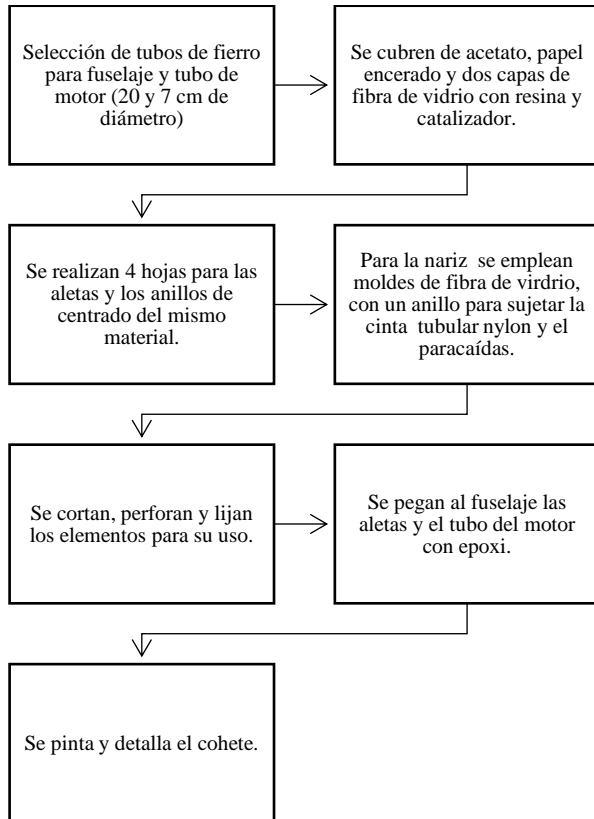 Selección de tubos de fierro
para fuselaje y tubo de
motor (20 y 7 cm de
diámetro)
Se cubren de acetato, papel
encerado y dos capas de
fibra de vidrio con resina y
catalizador.
Se realizan 4 hojas para las
aletas y los anillos de
centrado del mismo
material.
Para la nariz se emplean
moldes de fibra de virdrio,
con un anillo para sujetar la
cinta tubular nylon y el
paracaídas.
Se cortan, perforan y lijan
los elementos para su uso.
Se pegan al fuselaje las
aletas y el tubo del motor
con epoxi.
Se pinta y detalla el cohete.